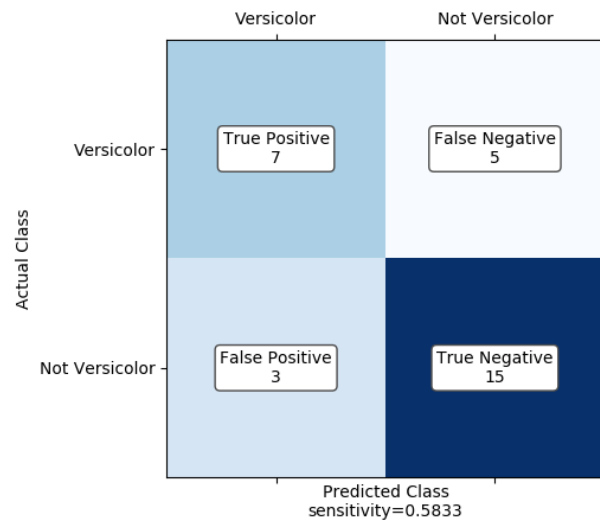 Versicolor
Not Versicolor
Actual Class
Versicolor
True Positive
7
False Negative
5
Not Versicolor
False Positive
3
True Negative
15
Predicted Class
sensitivity=0.5833